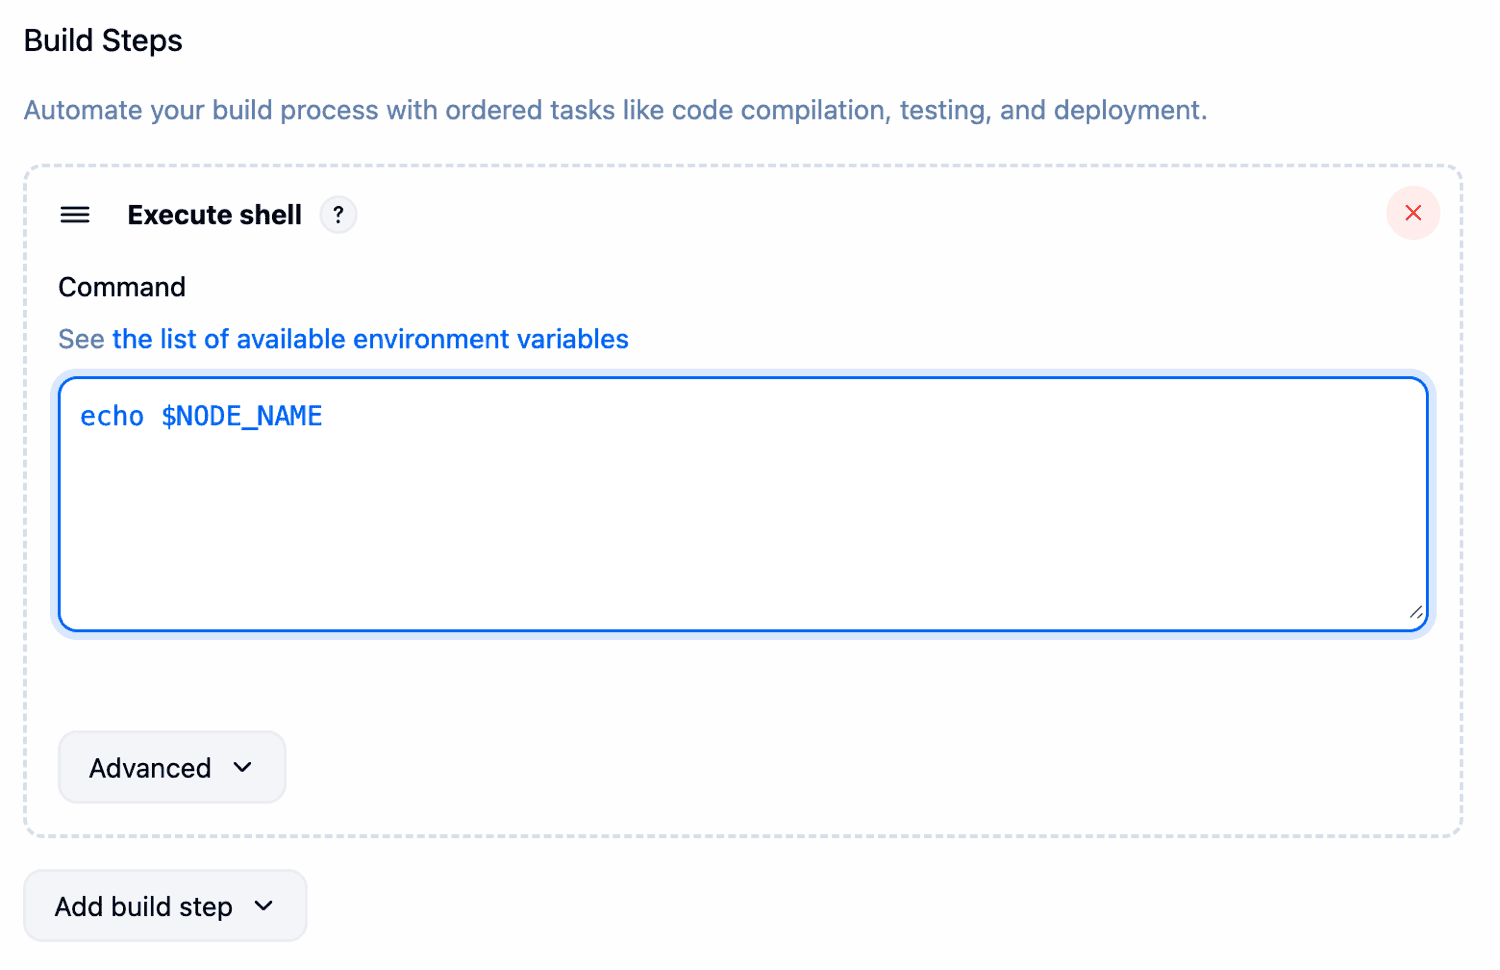 Build Steps
Automate your build process with ordered tasks like code compilation, testing, and deployment.
Execute shell ?
Command
See the list of available environment variables
echo $NODE_NAME
Advanced
Add build step